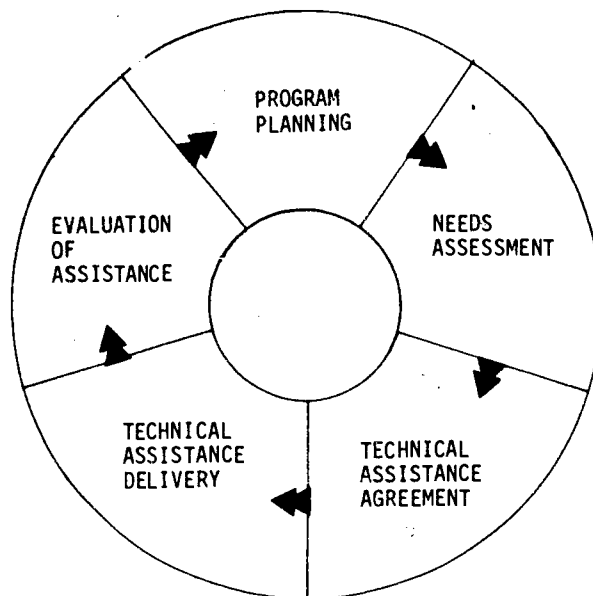 PROGRAM
PLANNING
NEEDS
ASSESSMENT
TECHNICAL
ASSISTANCE
AGREEMENT
TECHNICAL
ASSISTANCE
DELIVERY
EVALUATION
OF
ASSISTANCE